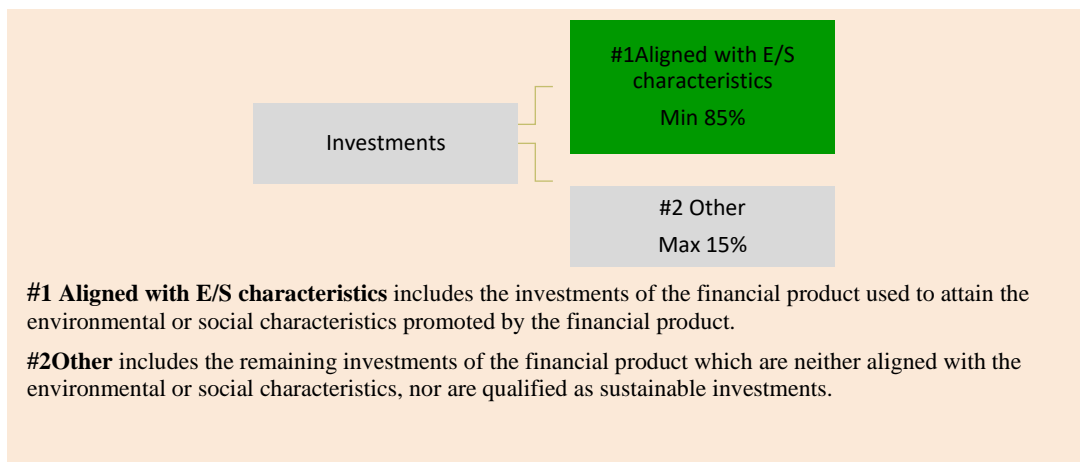 #1Aligned with E/S
characteristics
Min 85%
Investments
#2 Other
Max 15%
#1 Aligned with E/S characteristics includes the investments of the financial product used to attain the
environmental or social characteristics promoted by the financial product.
#2Other includes the remaining investments of the financial product which are neither aligned with the
environmental or social characteristics, nor are qualified as sustainable investments.